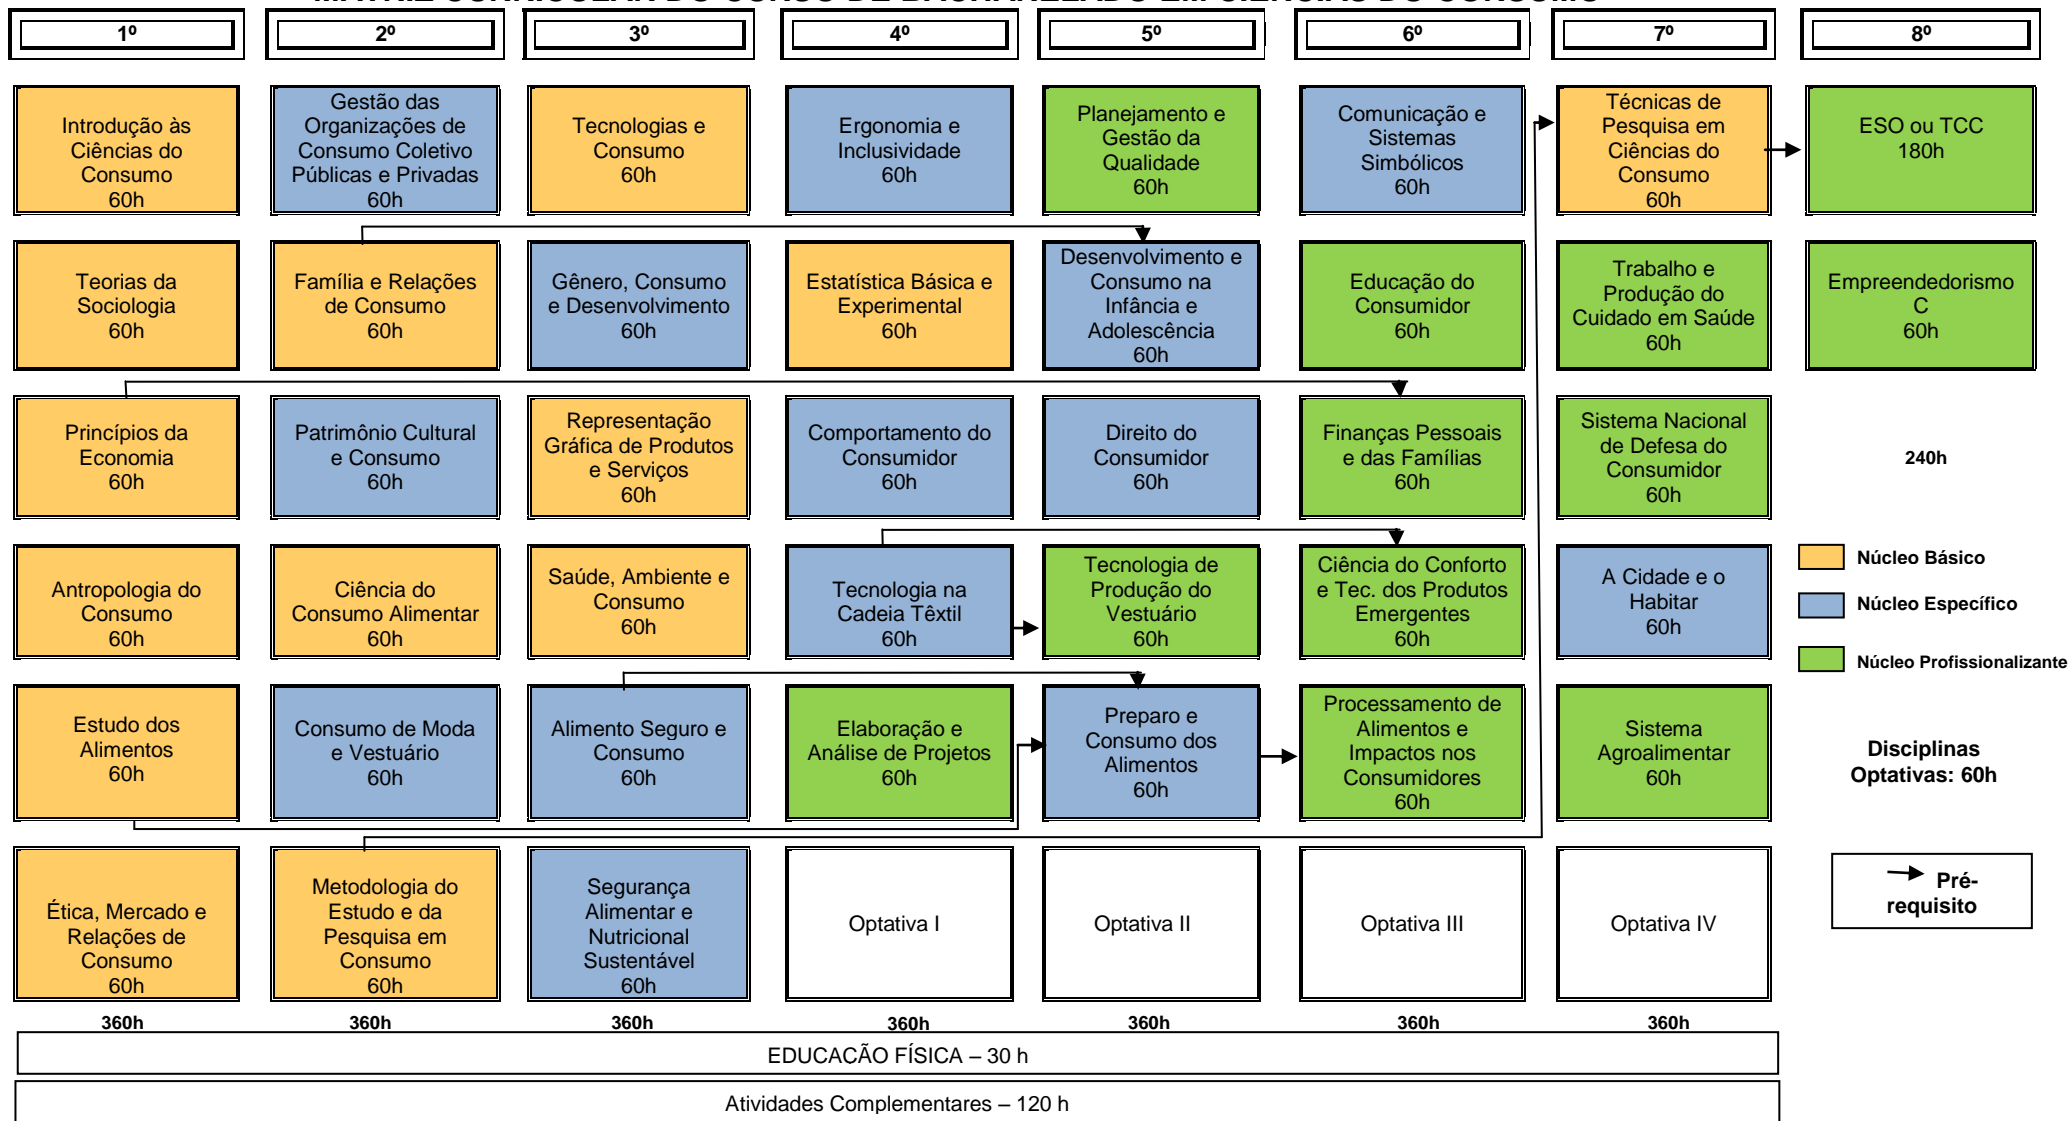 MATRIZ CURRICULAR DO CURSO DE BACHARELADO EM CIÊNCIAS DO CONSUMO
1º
2º
3º
4º
5º
6º
7º
8º
Introdução às
Ciências do
Consumo
60h
Gestão das
Organizações de
Consumo Coletivo
Públicas e Privadas
60h
Tecnologias e
Consumo
60h
Ergonomia e
Inclusividade
60h
Planejamento e
Gestão da
Qualidade
60h
Comunicação e
Sistemas
Simbólicos
60h
Técnicas de
Pesquisa em
Ciências do
Consumo
60h
ESO ou TCC
180h
Teorias da
Sociologia
60h
Família e Relações
de Consumo
60h
Gênero, Consumo
e Desenvolvimento
60h
Estatística Básica e
Experimental
60h
Desenvolvimento e
Consumo na
Infância e
Adolescência
60h
Educação do
Consumidor
60h
Trabalho e
Produção do
Cuidado em Saúde
60h
Empreendedorismo
C
60h
Princípios da
Economia
60h
Patrimônio Cultural
e Consumo
60h
Representação
Gráfica de Produtos
e Serviços
60h
Comportamento do
Consumidor
60h
Direito do
Consumidor
60h
Finanças Pessoais
e das Famílias
60h
Sistema Nacional
de Defesa do
Consumidor
60h
240h
Antropologia do
Consumo
60h
Ciência do
Consumo Alimentar
60h
Saúde, Ambiente e
Consumo
60h
Tecnologia na
Cadeia Têxtil
60h
Tecnologia de
Produção do
Vestuário
60h
Ciência do Conforto
e Tec. dos Produtos
Emergentes
60h
A Cidade e o
Habitar
60h
Núcleo Básico
Núcleo Específico
Núcleo Profissionalizante
Estudo dos
Alimentos
60h
Consumo de Moda
e Vestuário
60h
Alimento Seguro e
Consumo
60h
Elaboração e
Análise de Projetos
60h
Preparo e
Consumo dos
Alimentos
60h
Processamento de
Alimentos e
Impactos nos
Consumidores
60h
Sistema
Agroalimentar
60h
Disciplinas
Optativas: 60h
Ética, Mercado e
Relações de
Consumo
60h
Metodologia do
Estudo e da
Pesquisa em
Consumo
60h
Segurança
Alimentar e
Nutricional
Sustentável
60h
Optativa I
Optativa II
Optativa III
Optativa IV
Pré-
requisito
360h
360h
360h
360h
360h
360h
360h
EDUCAÇÃO FÍSICA – 30 h
Atividades Complementares – 120 h